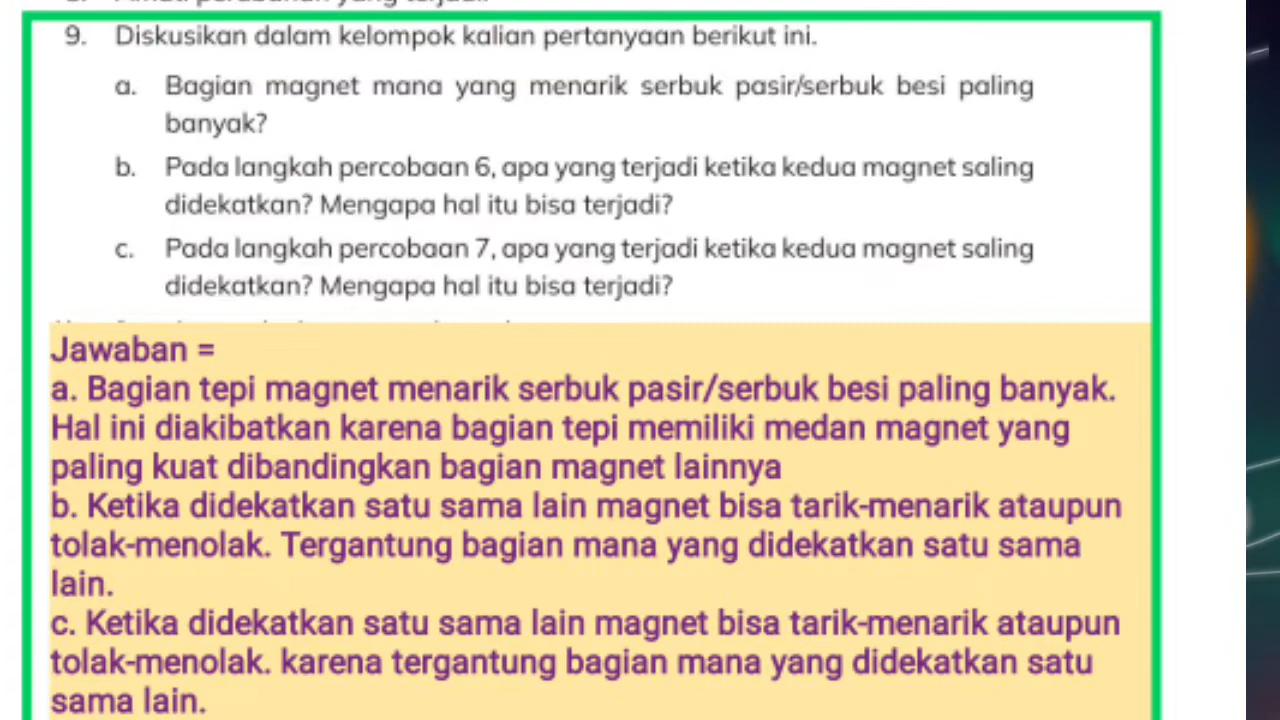 9. Diskusikan dalam kelompok kalian pertanyaan berikut ini.
a. Bagian magnet mana yang menarik serbuk pasir/serbuk besi paling
banyak?
b. Pada langkah percobaan 6, apa yang terjadi ketika kedua magnet saling
didekatkan? Mengapa hal itu bisa terjadi?
c. Pada langkah percobaan 7, apa yang terjadi ketika kedua magnet saling
didekatkan? Mengapa hal itu bisa terjadi?
Jawaban =
a. Bagian tepi magnet menarik serbuk pasir/serbuk besi paling banyak.
Hal ini diakibatkan karena bagian tepi memiliki medan magnet yang
paling kuat dibandingkan bagian magnet lainnya
b. Ketika didekatkan satu sama lain magnet bisa tarik-menarik ataupun
tolak-menolak. Tergantung bagian mana yang didekatkan satu sama
lain.
c. Ketika didekatkan satu sama lain magnet bisa tarik-menarik ataupun
tolak-menolak. karena tergantung bagian mana yang didekatkan satu
sama lain.